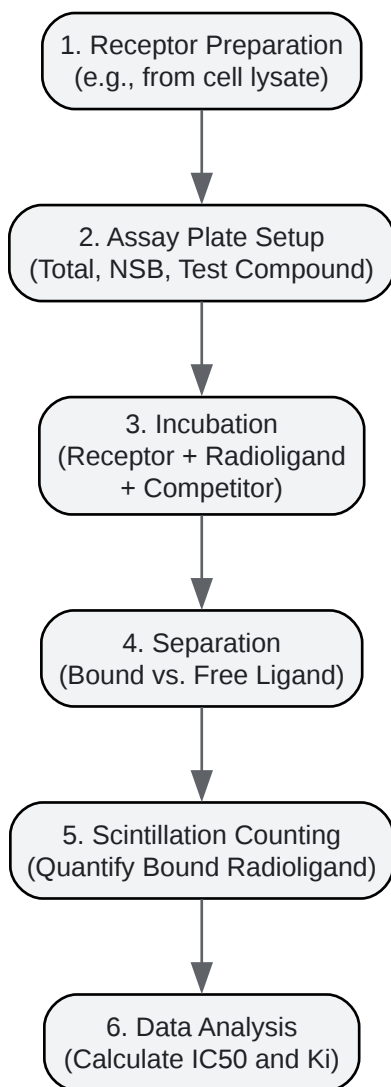 1. Receptor Preparation
(e.g., from cell lysate)
2. Assay Plate Setup
(Total, NSB, Test Compound)
3. Incubation
(Receptor + Radioligand
+ Competitor)
4. Separation
(Bound vs. Free Ligand)
5. Scintillation Counting
(Quantify Bound Radioligand)
6. Data Analysis
(Calculate IC50 and Ki)